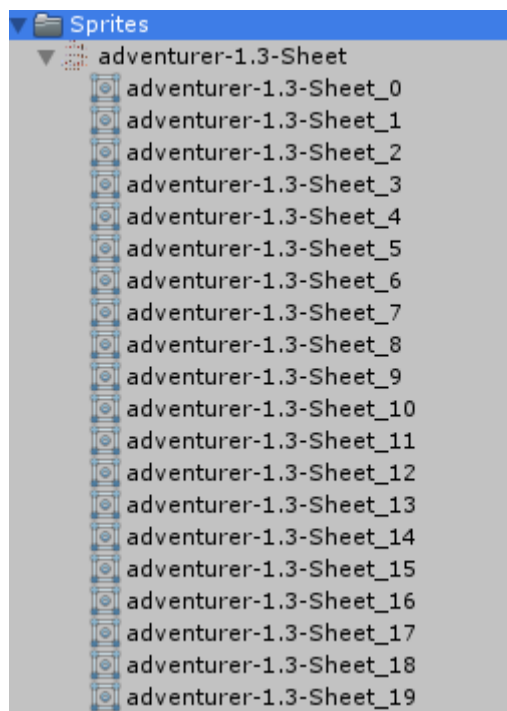 Sprites
adventurer-1.3-Sheet
adventurer-1.3-Sheet_0
adventurer-1.3-Sheet_1
adventurer-1.3-Sheet_2
adventurer-1.3-Sheet_3
adventurer-1.3-Sheet_4
adventurer-1.3-Sheet_5
adventurer-1.3-Sheet_6
adventurer-1.3-Sheet_7
adventurer-1.3-Sheet_8
adventurer-1.3-Sheet_9
adventurer-1.3-Sheet_10
adventurer-1.3-Sheet_11
adventurer-1.3-Sheet_12
adventurer-1.3-Sheet_13
adventurer-1.3-Sheet_14
adventurer-1.3-Sheet_15
adventurer-1.3-Sheet_16
adventurer-1.3-Sheet_17
adventurer-1.3-Sheet_18
adventurer-1.3-Sheet_19